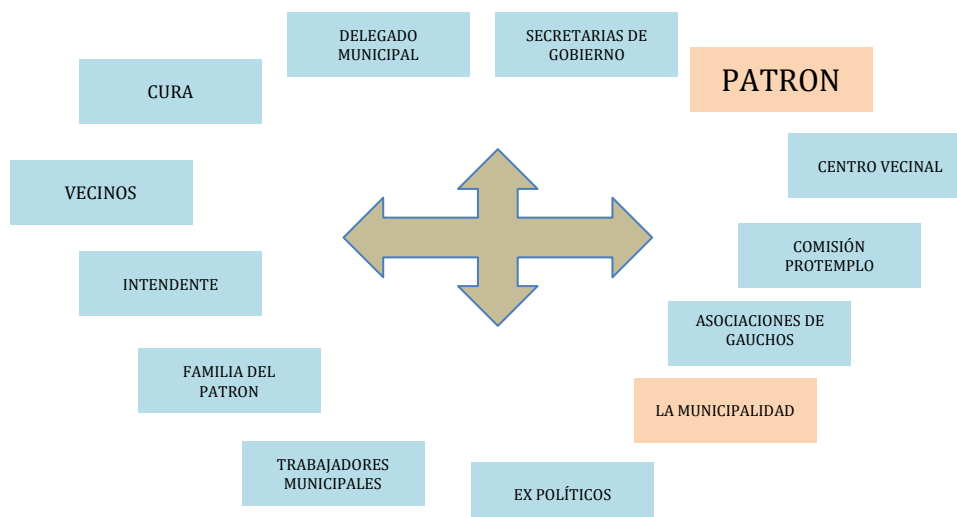 DELEGADO
MUNICIPAL
SECRETARIAS DE
GOBIERNO
PATRON
CURA
CENTRO VECINAL
VECINOS
COMISIÓN
PROTEMPLO
INTENDENTE
ASOCIACIONES DE
GAUCHOS
FAMILIA DEL
PATRON
LA MUNICIPALIDAD
TRABAJADORES
MUNICIPALES
EX POLÍTICOS